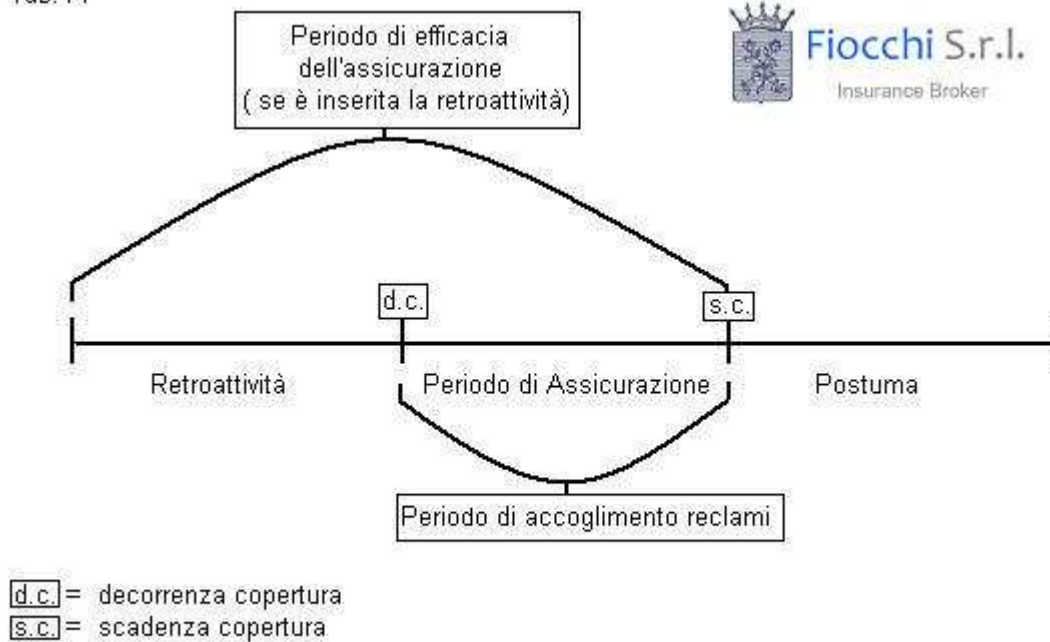 Periodo di efficacia
dell'assicurazione
( se è inserita la retroattività)
Fiocchi S.r.l.
Insurance Broker
d.c.
s.c.
Retroattività
Periodo di Assicurazione
Postuma
Periodo di accoglimento reclami
d.c. = decorrenza copertura
s.c. = scadenza copertura